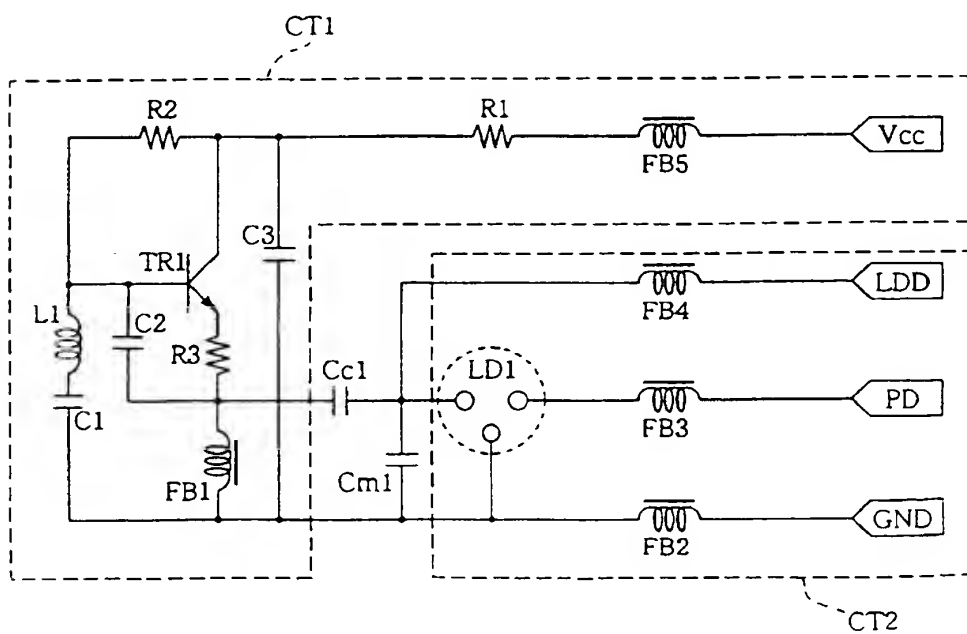 CT1
R2
R1
FB5
Vcc
C3
TR1
FB4
LDD
L1
C2
R3
Cc1
LD1
FB3
PD
C1
FB1
Cm1
FB2
GND
CT2